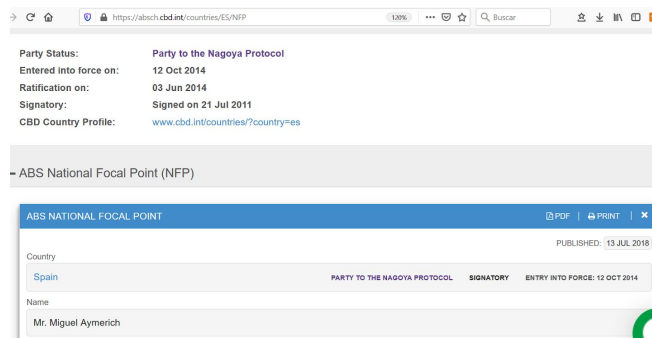 https://absch.cbd.int/countries/ES/NFP 120% Buscar
Party Status: Party to the Nagoya Protocol
Entered into force on: 12 Oct 2014
Ratification on: 03 Jun 2014
Signatory: Signed on 21 Jul 2011
CBD Country Profile: www.cbd.int/countries/?country=es
ABS National Focal Point (NFP)
ABS NATIONAL FOCAL POINT PDF | PRINT | ×
PUBLISHED: 13 JUL 2018
Country
Spain PARTY TO THE NAGOYA PROTOCOL SIGNATORY ENTRY INTO FORCE: 12 OCT 2014
Name
Mr. Miguel Aymerich